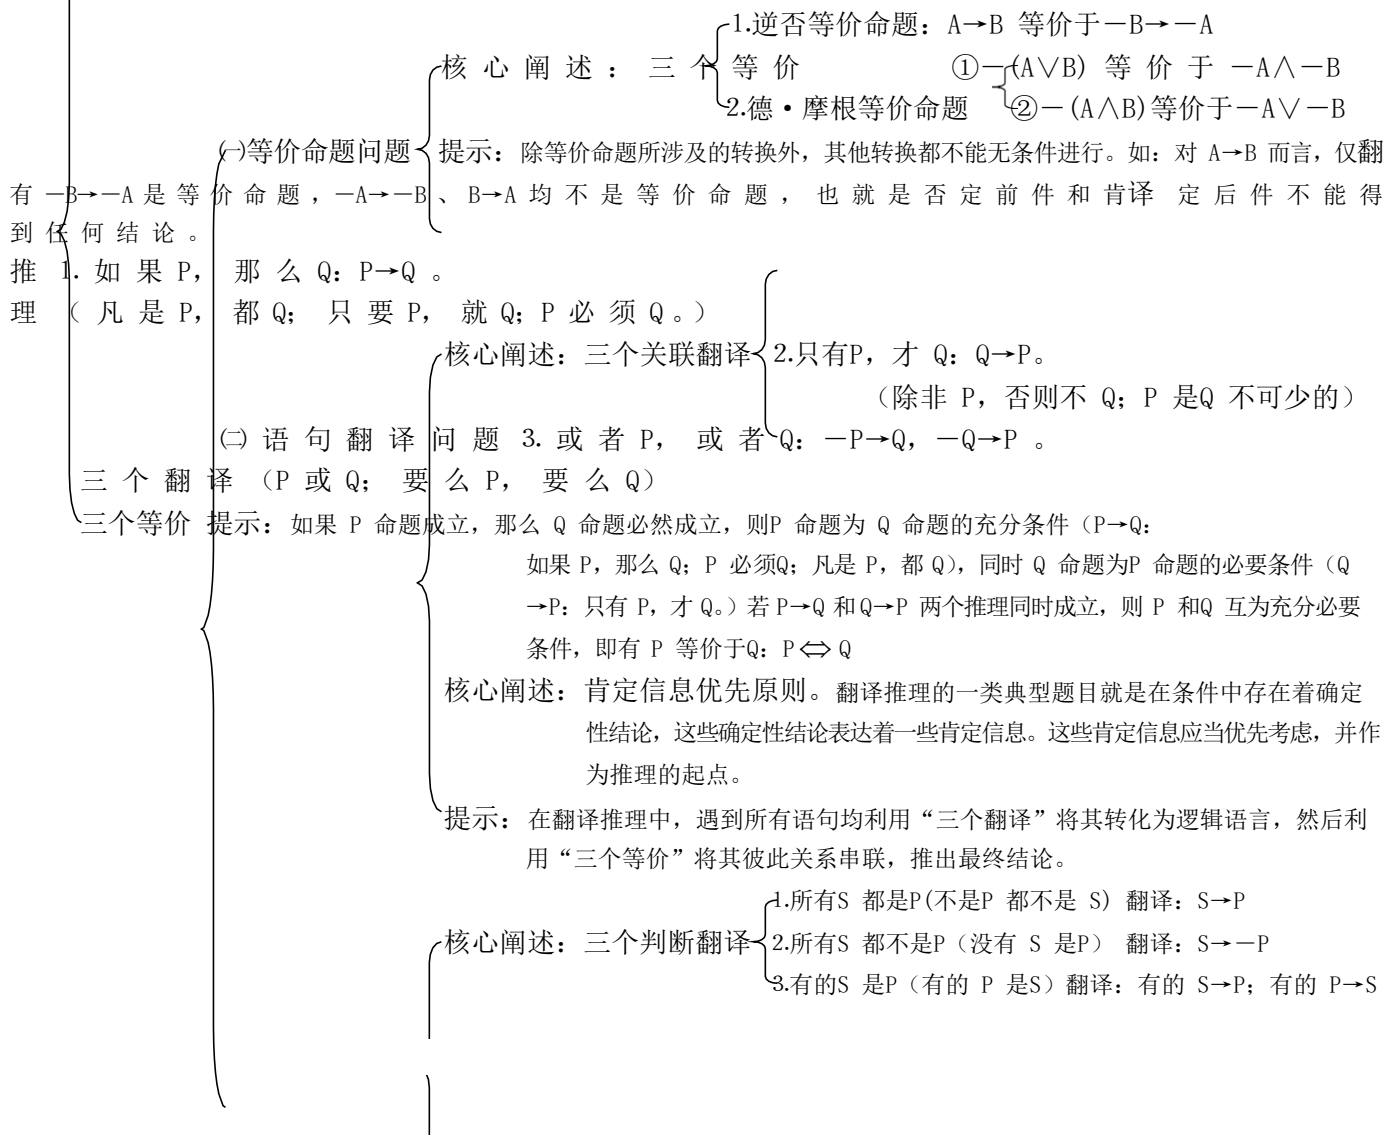 1.逆否等价命题：A→B 等价于－B→－A
核心阐述：三个等价 ①－(A∨B) 等价于 －A∧－B
2.德·摩根等价命题 ②－(A∧B)等价于－A∨－B
㈠等价命题问题 提示：除等价命题所涉及的转换外，其他转换都不能无条件进行。如：对 A→B 而言，仅翻
有 －B→－A 是等价命题，－A→－B 、 B→A 均不是等价命题，也就是否定前件和肯译 定后件不能得
到任何结论。
推 1. 如果 P， 那么 Q：P→Q 。
理 （凡是 P， 都 Q； 只要 P， 就 Q；P 必须 Q 。）
核心阐述：三个关联翻译 2.只有P，才 Q：Q→P。
（除非 P，否则不 Q；P 是Q 不可少的）
㈡ 语句翻译问题 3. 或者 P， 或者 Q：－P→Q，－Q→P 。
三个翻译 （P 或 Q； 要么 P， 要么 Q）
三个等价 提示：如果 P 命题成立，那么 Q 命题必然成立，则P 命题为 Q 命题的充分条件（P→Q：
如果 P，那么 Q；P 必须Q；凡是 P，都 Q），同时 Q 命题为P 命题的必要条件（Q
→P：只有 P，才 Q。）若 P→Q 和 Q→P 两个推理同时成立，则 P 和Q 互为充分必要
条件，即有 P 等价于Q：P⇔Q
核心阐述：肯定信息优先原则。翻译推理的一类典型题目就是在条件中存在着确定
性结论，这些确定性结论表达着一些肯定信息。这些肯定信息应当优先考虑，并作
为推理的起点。
提示：在翻译推理中，遇到所有语句均利用“三个翻译”将其转化为逻辑语言，然后利
用“三个等价”将其彼此关系串联，推出最终结论。
1.所有S 都是P(不是P 都不是 S) 翻译：S→P
核心阐述：三个判断翻译 2.所有S 都不是P（没有 S 是P） 翻译：S→－P
3.有的S 是P（有的 P 是S）翻译：有的 S→P；有的 P→S